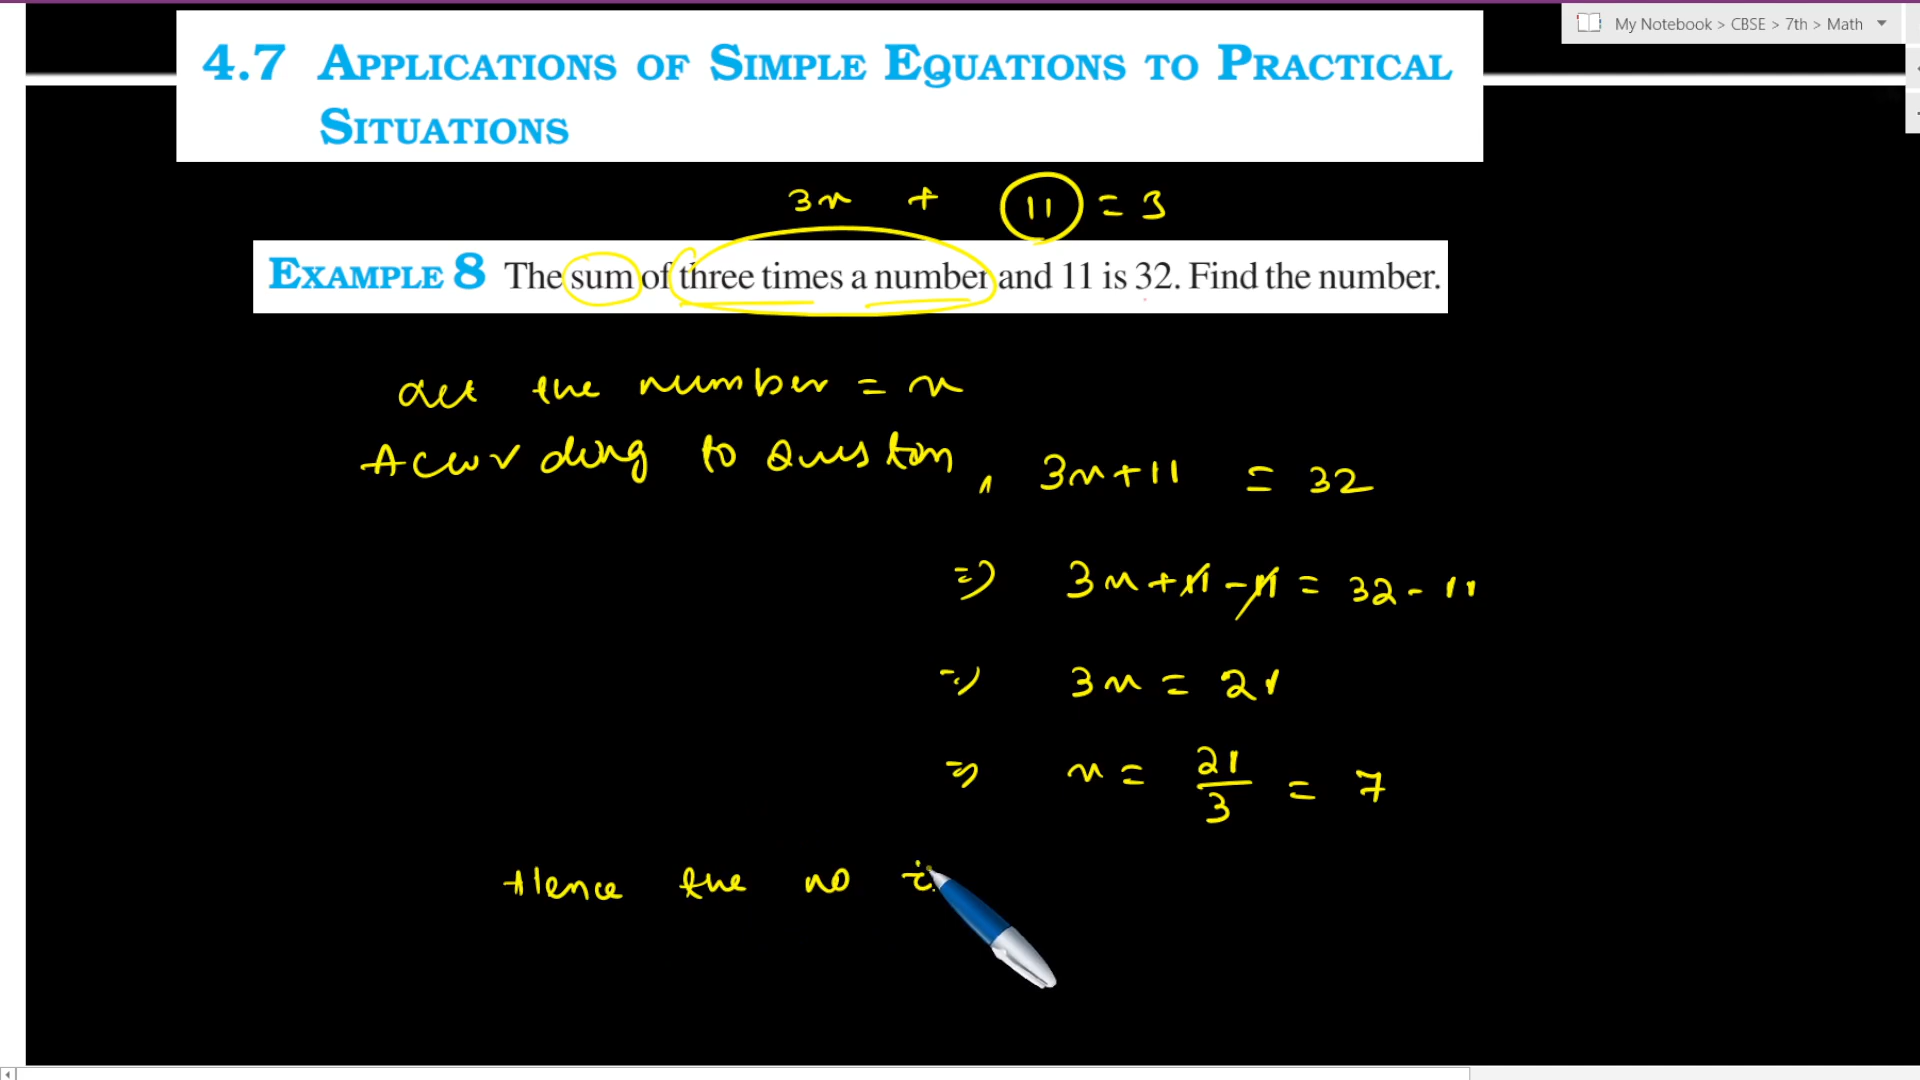 My Notebook > CBSE > 7th > Math
4.7 APPLICATIONS OF SIMPLE EQUATIONS TO PRACTICAL
SITUATIONS
3x + 11 = 3
EXAMPLE 8 The sum of three times a number and 11 is 32. Find the number.
Let the number = x
According to Question, 3x+11 = 32
=> 3x+11-11 = 32-11
=> 3x = 21
=> x = 21/3 = 7
Hence the no i